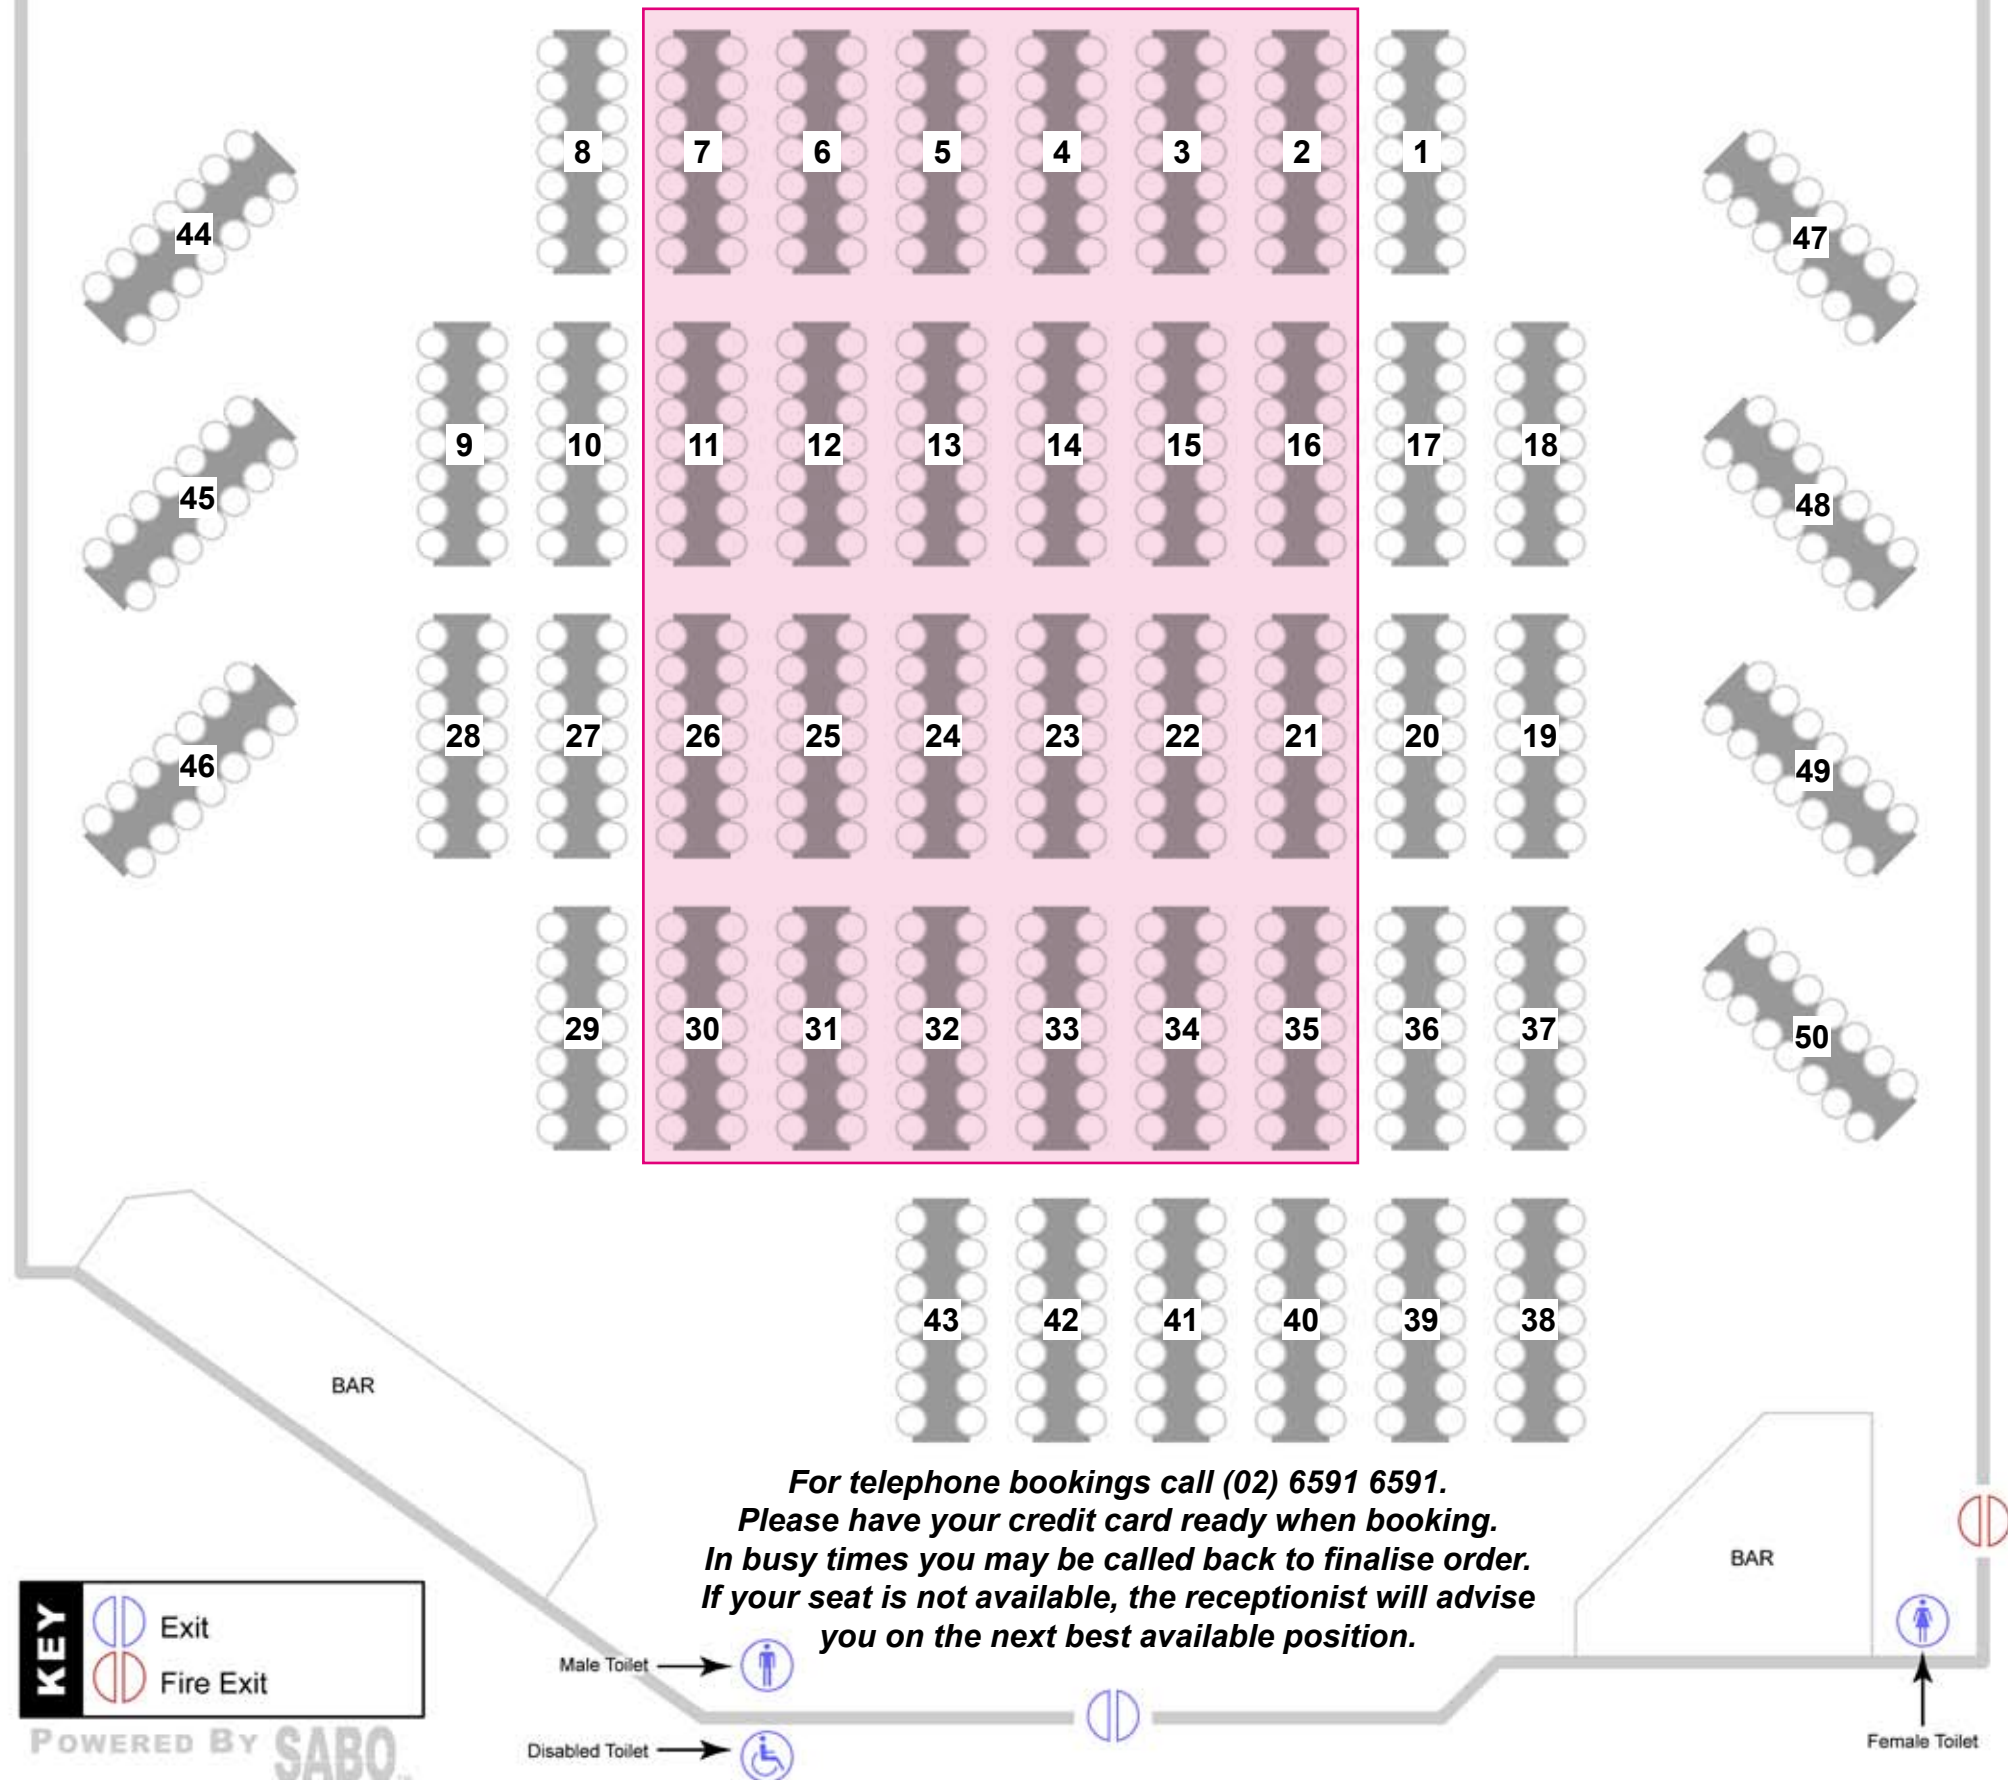 8 7 6 5 4 3 2 1
44
47
9 10 11 12 13 14 15 16 17 18
45
48
28 27 26 25 24 23 22 21 20 19
46
49
29 30 31 32 33 34 35 36 37
50
43 42 41 40 39 38
BAR
For telephone bookings call (02) 6591 6591.
Please have your credit card ready when booking.
In busy times you may be called back to finalise order.
If your seat is not available, the receptionist will advise
you on the next best available position.
BAR
KEY
Exit
Fire Exit
Male Toilet
Disabled Toilet
Female Toilet
POWERED BY SABO